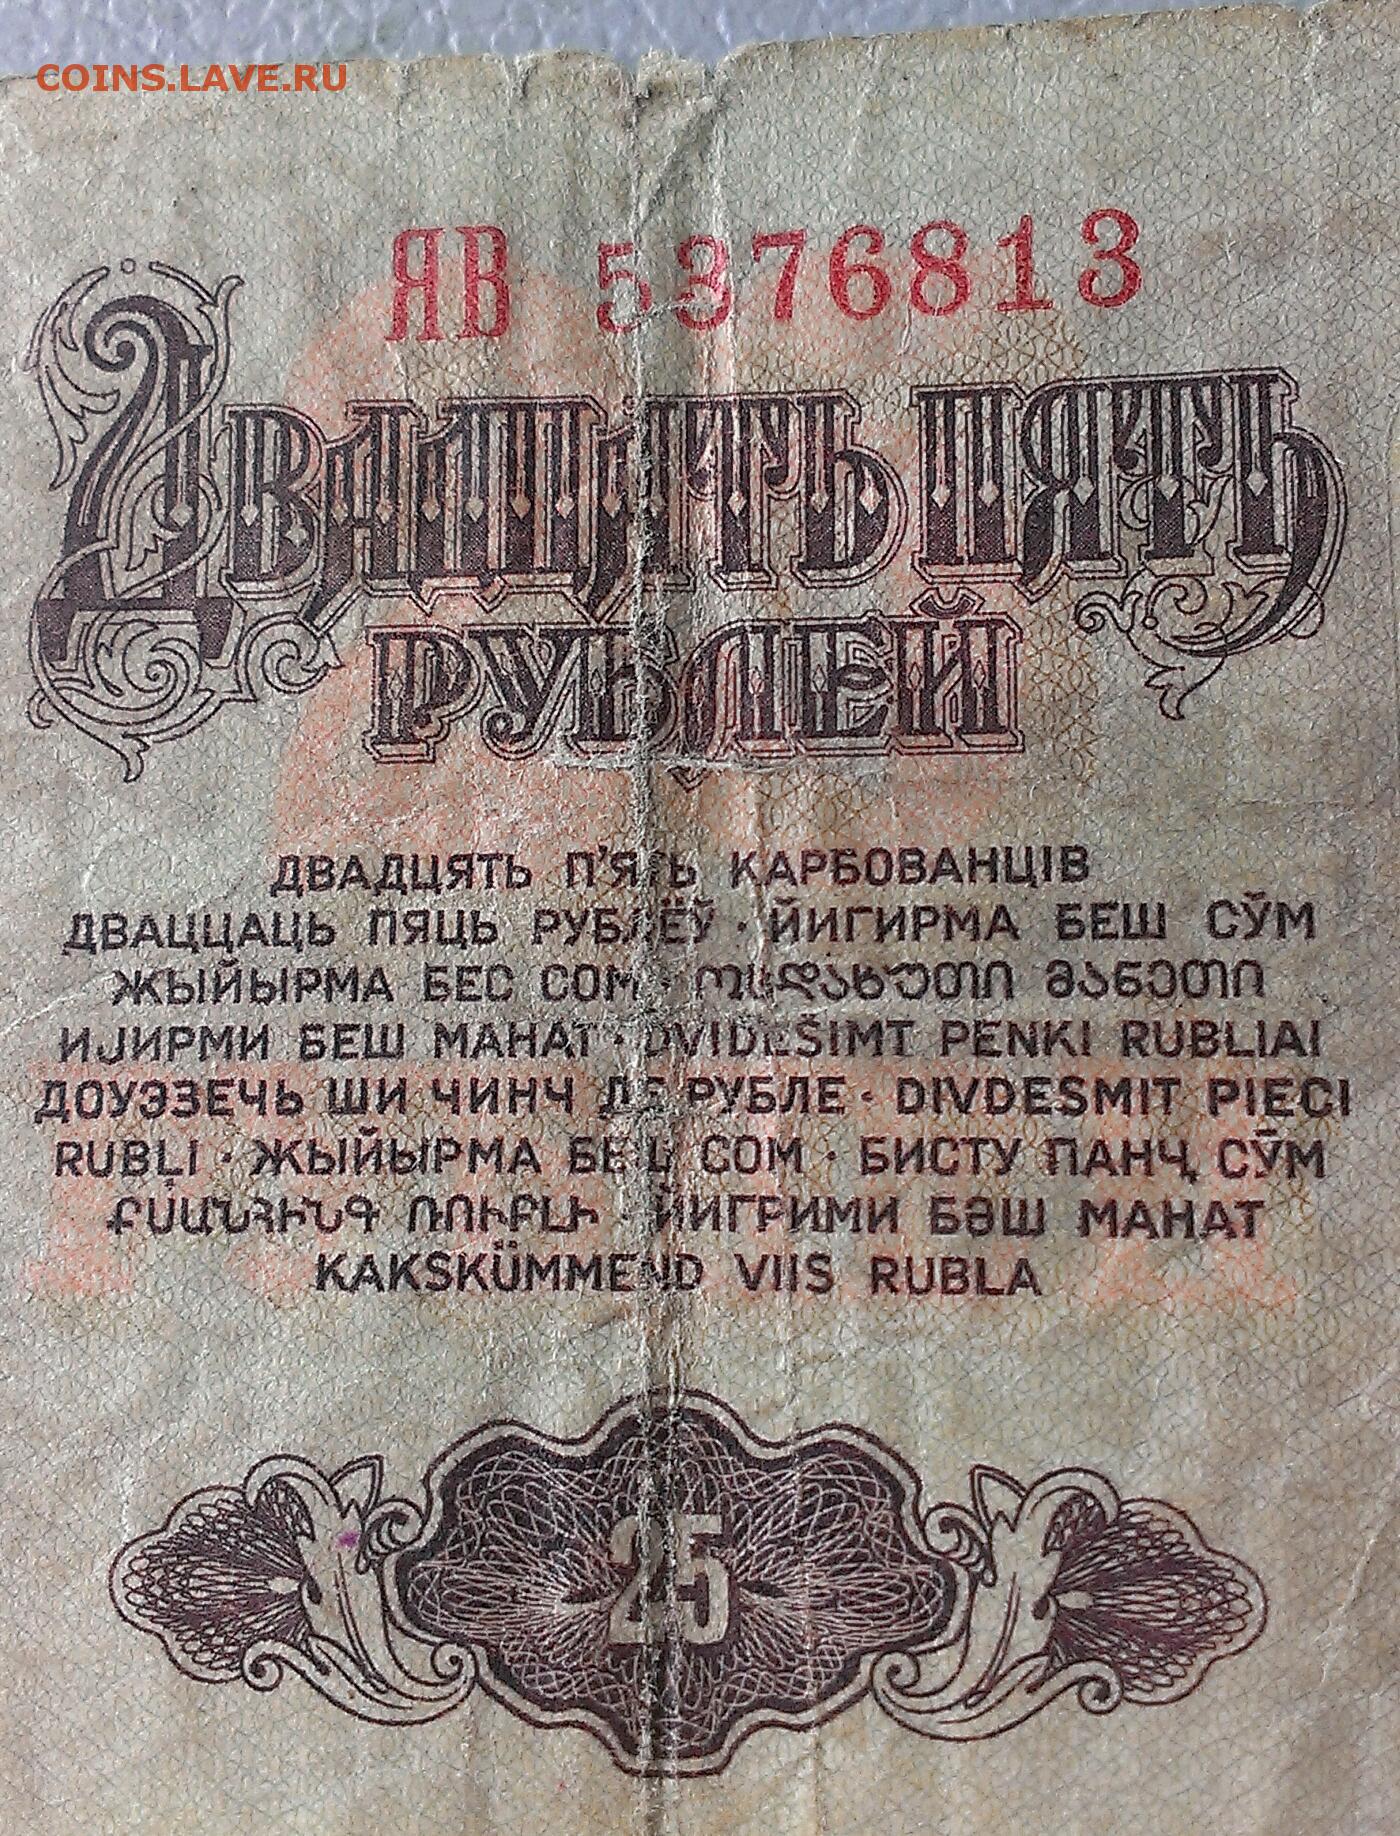 COINS.LAVE.RU
ЯВ 5376813
ДВАДЦАТЬ ПЯТЬ
РУБЛЕЙ
ДВАДЦЯТЬ П'ЯТЬ КАРБОВАНЦІВ
ДВАЦЦАЦЬ ПЯЦЬ РУБЛЁЎ · ЙИГИРМА БЕШ СЎМ
ЖЫЙЫРМА БЕС СОМ · ოცდახუთი მანეთი
ИЈИРМИ БЕШ МАНАТ · DVIDEŠIMT PENKI RUBLIAI
ДОУЭЗЕЧЬ ШИ ЧИНЧ ДЕ РУБЛЕ · DIVDESMIT PIECI
RUBĻI · ЖЫЙЫРМА БЕШ СОМ · БИСТУ ПАНҶ СӮМ
ՔՍԱՆՀԻՆԳ ՌՈՒԲԼԻ · ЙИГРИМИ БӘШ МАНАТ
KAKSKÜMMEND VIIS RUBLA
25